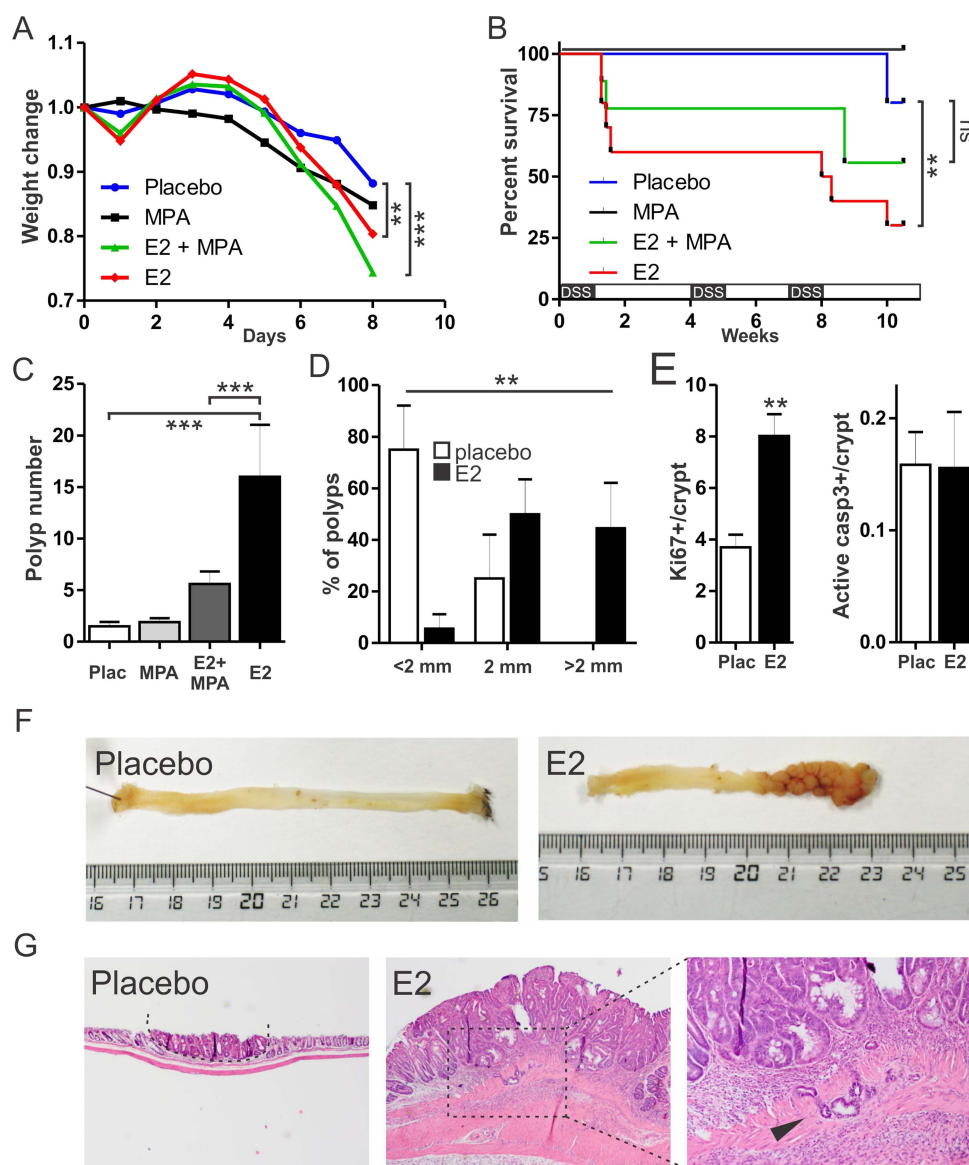 A
Weight change
1.1
1.0
0.9
0.8
0.7
Placebo
MPA
E2 + MPA
E2
**
***
0 2 4 6 8 10
Days
B
Percent survival
100
75
50
25
0
Placebo
MPA
E2 + MPA
E2
ns
**
DSS DSS DSS
0 2 4 6 8 10
Weeks
C
Polyp number
25
20
15
10
5
0
***
***
Plac MPA E2+ MPA E2
D
% of polyps
100
80
60
40
20
0
**
placebo
E2
<2 mm 2 mm >2 mm
E
Ki67+/crypt
10
8
6
4
2
0
**
Plac E2
Active casp3+/crypt
0.2
0.1
0.0
Plac E2
F
Placebo
16 17 18 19 20 21 22 23 24 25 26
E2
5 16 17 18 19 20 21 22 23 24 25
G
Placebo
E2